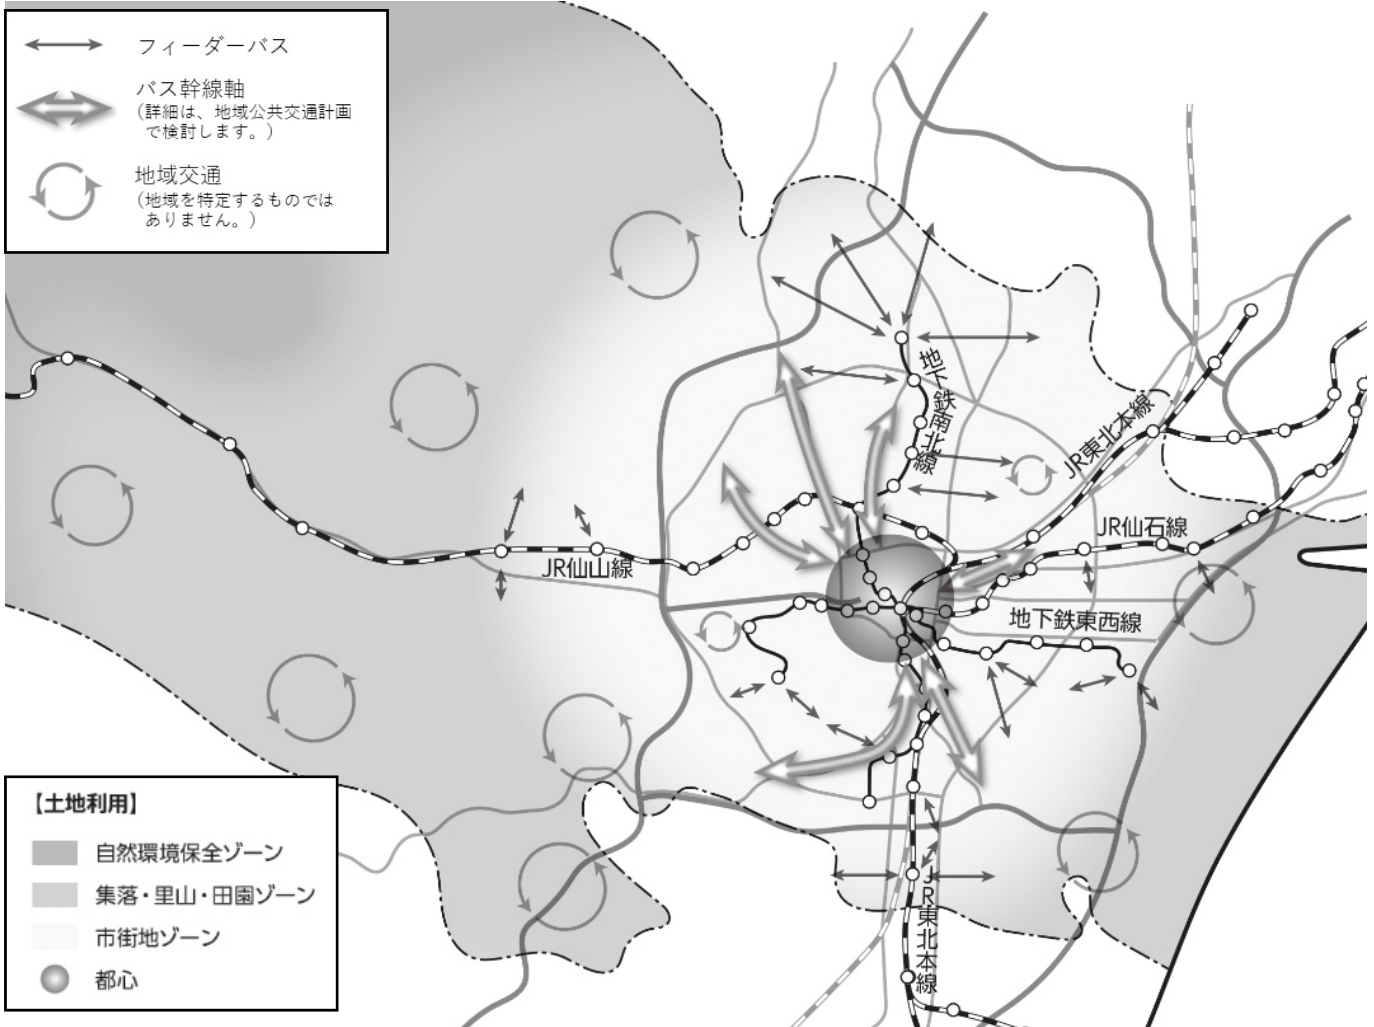 フィーダーバス
バス幹線軸
(詳細は、地域公共交通計画
で検討します。)
地域交通
(地域を特定するものでは
ありません。)
地下鉄南北線
JR東北本線
JR仙石線
JR仙山線
地下鉄東西線
JR東北本線
【土地利用】
自然環境保全ゾーン
集落・里山・田園ゾーン
市街地ゾーン
都心